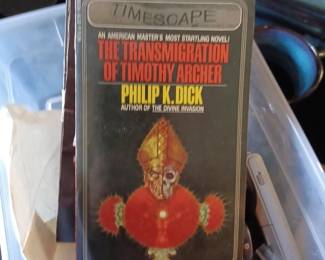 TIMESCAPE
AN AMERICAN MASTER'S MOST STARTLING NOVEL!
THE TRANSMIGRATION
OF TIMOTHY ARCHER
PHILIP K. DICK
AUTHOR OF THE DIVINE INVASION